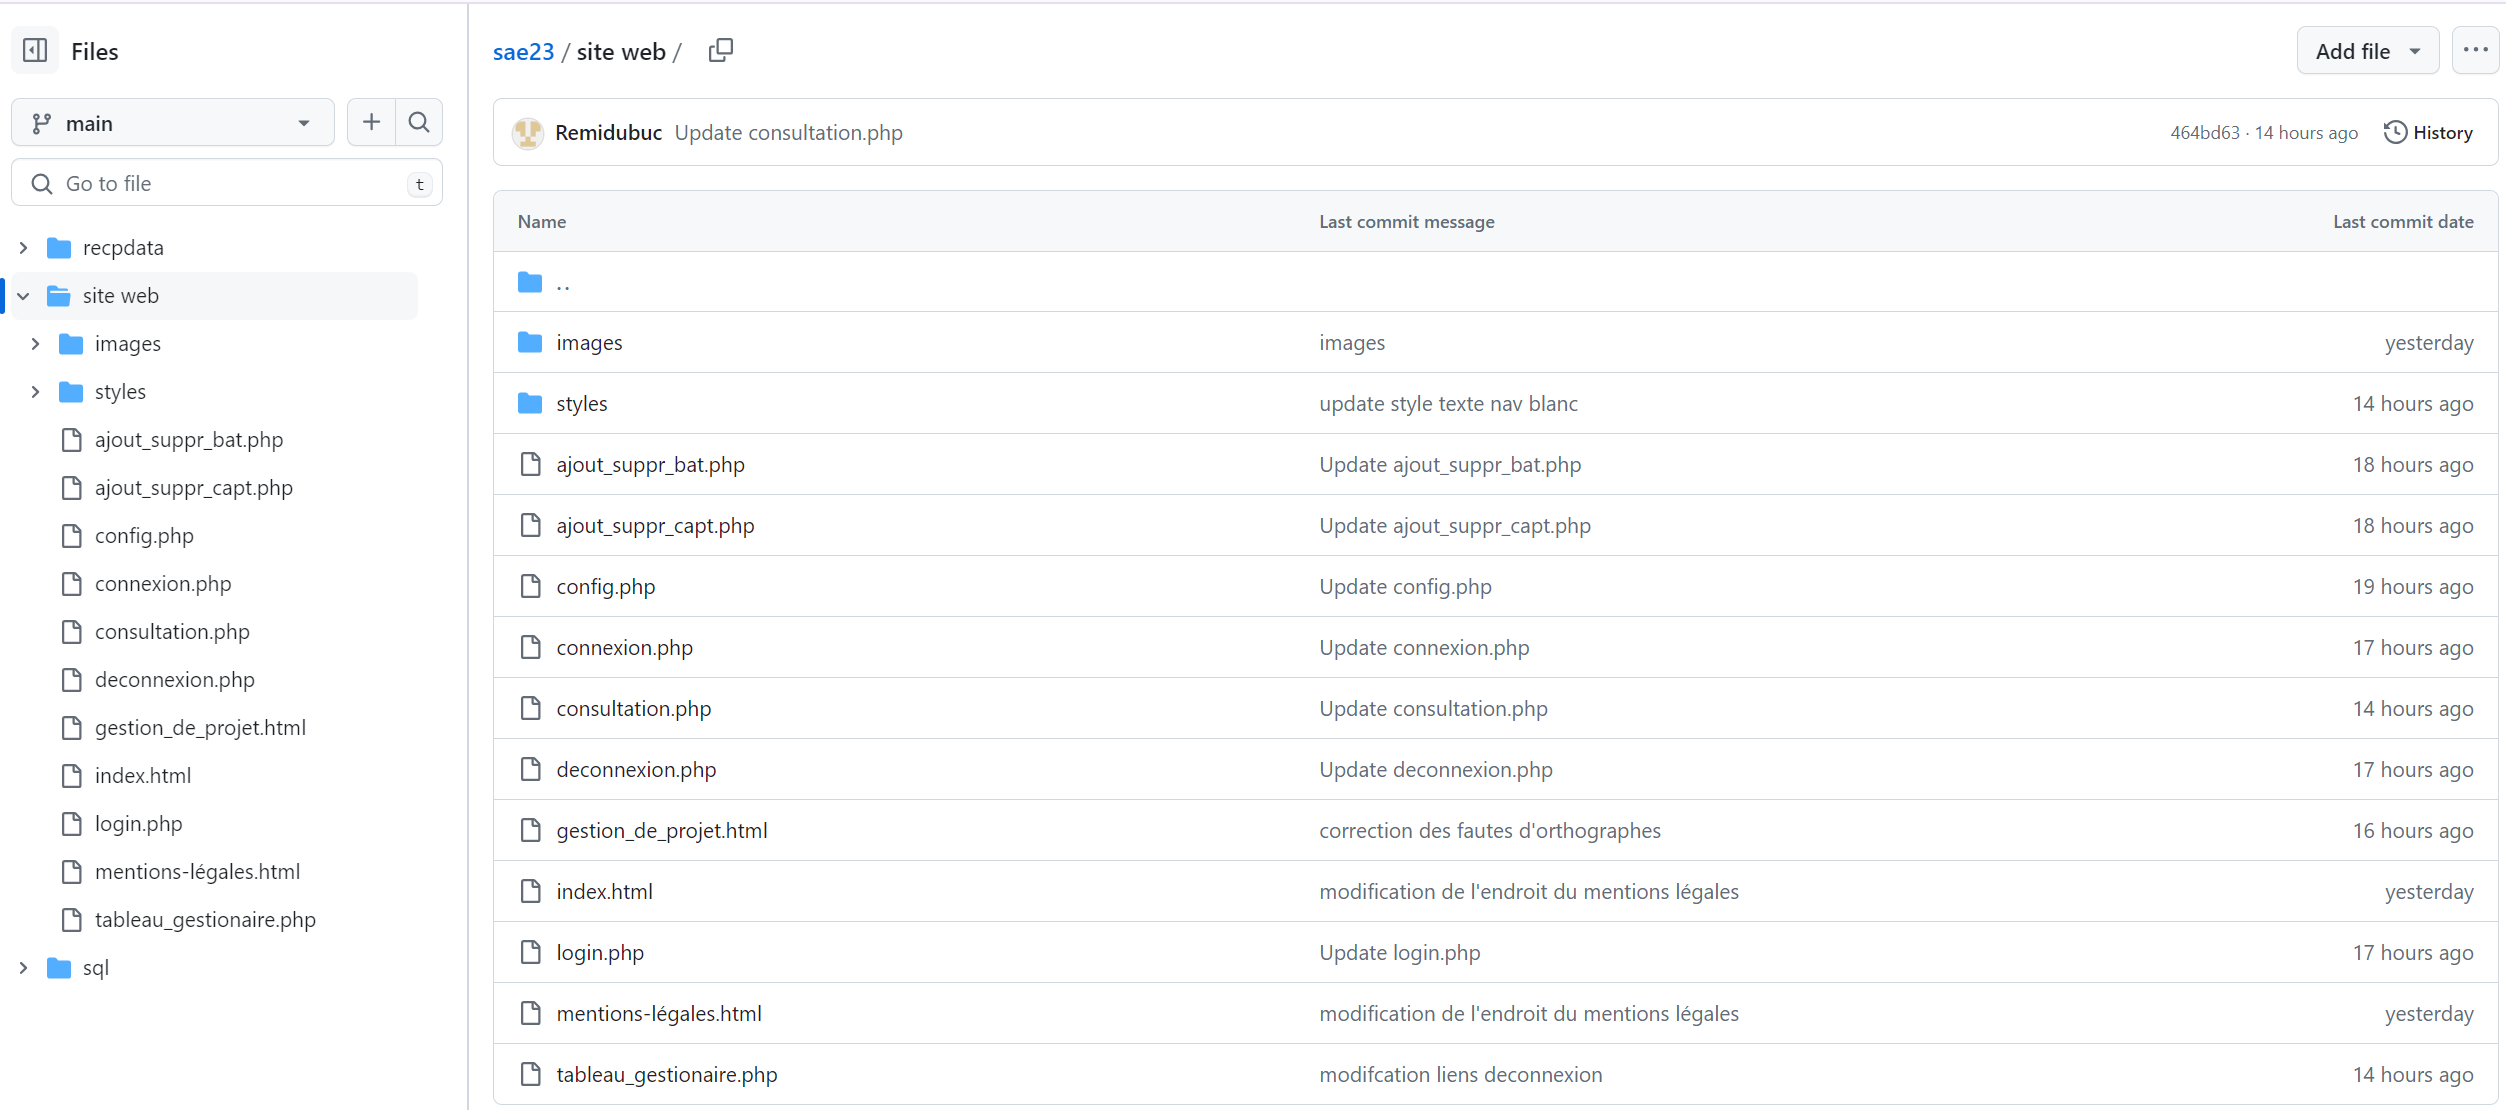 Files
main
Go to file
t
recpdata
site web
images
styles
ajout_suppr_bat.php
ajout_suppr_capt.php
config.php
connexion.php
consultation.php
deconnexion.php
gestion_de_projet.html
index.html
login.php
mentions-légales.html
tableau_gestionaire.php
sql
sae23 / site web /
Add file
Remidubuc Update consultation.php 464bd63 · 14 hours ago History
Name Last commit message Last commit date
..
images images yesterday
styles update style texte nav blanc 14 hours ago
ajout_suppr_bat.php Update ajout_suppr_bat.php 18 hours ago
ajout_suppr_capt.php Update ajout_suppr_capt.php 18 hours ago
config.php Update config.php 19 hours ago
connexion.php Update connexion.php 17 hours ago
consultation.php Update consultation.php 14 hours ago
deconnexion.php Update deconnexion.php 17 hours ago
gestion_de_projet.html correction des fautes d'orthographes 16 hours ago
index.html modification de l'endroit du mentions légales yesterday
login.php Update login.php 17 hours ago
mentions-légales.html modification de l'endroit du mentions légales yesterday
tableau_gestionaire.php modifcation liens deconnexion 14 hours ago